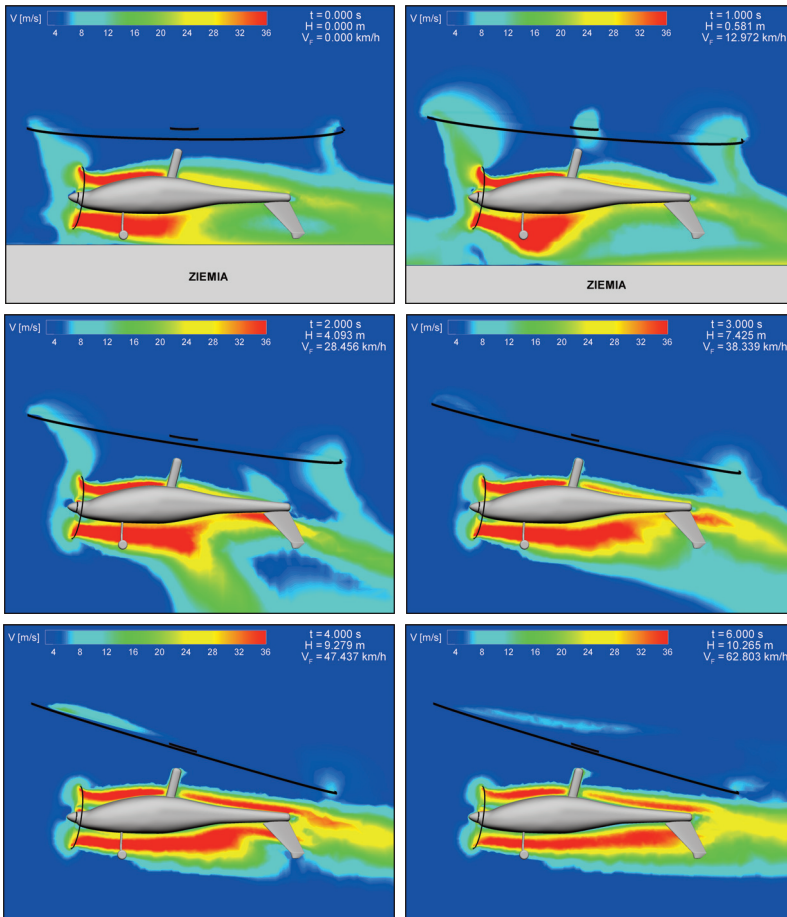 V [m/s]
4 8 12 16 20 24 28 32 36
t = 0.000 s
H = 0.000 m
V_F = 0.000 km/h
ZIEMIA
V [m/s]
4 8 12 16 20 24 28 32 36
t = 1.000 s
H = 0.581 m
V_F = 12.972 km/h
ZIEMIA
V [m/s]
4 8 12 16 20 24 28 32 36
t = 2.000 s
H = 4.093 m
V_F = 28.456 km/h
V [m/s]
4 8 12 16 20 24 28 32 36
t = 3.000 s
H = 7.425 m
V_F = 38.339 km/h
V [m/s]
4 8 12 16 20 24 28 32 36
t = 4.000 s
H = 9.279 m
V_F = 47.437 km/h
V [m/s]
4 8 12 16 20 24 28 32 36
t = 6.000 s
H = 10.265 m
V_F = 62.803 km/h